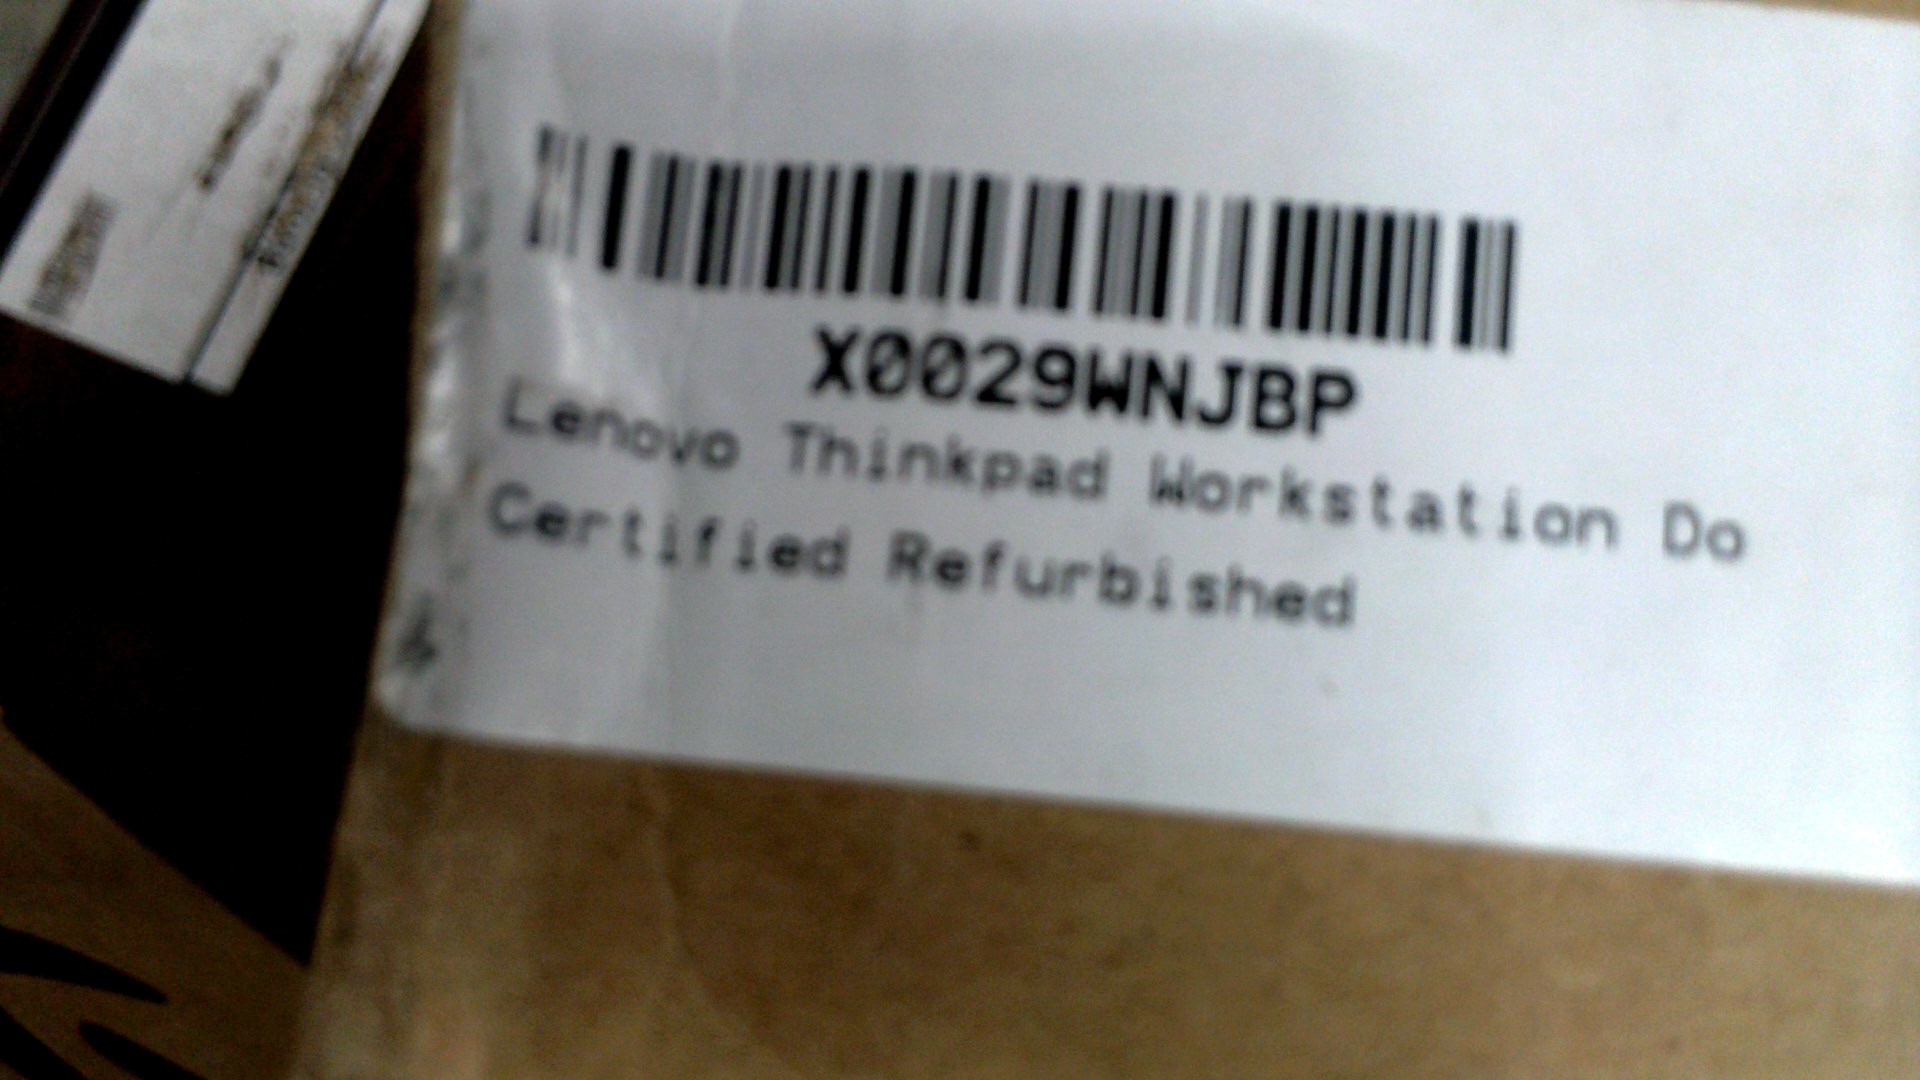 X0029WNJBP
Lenovo Thinkpad Workstation Do
Certified Refurbished